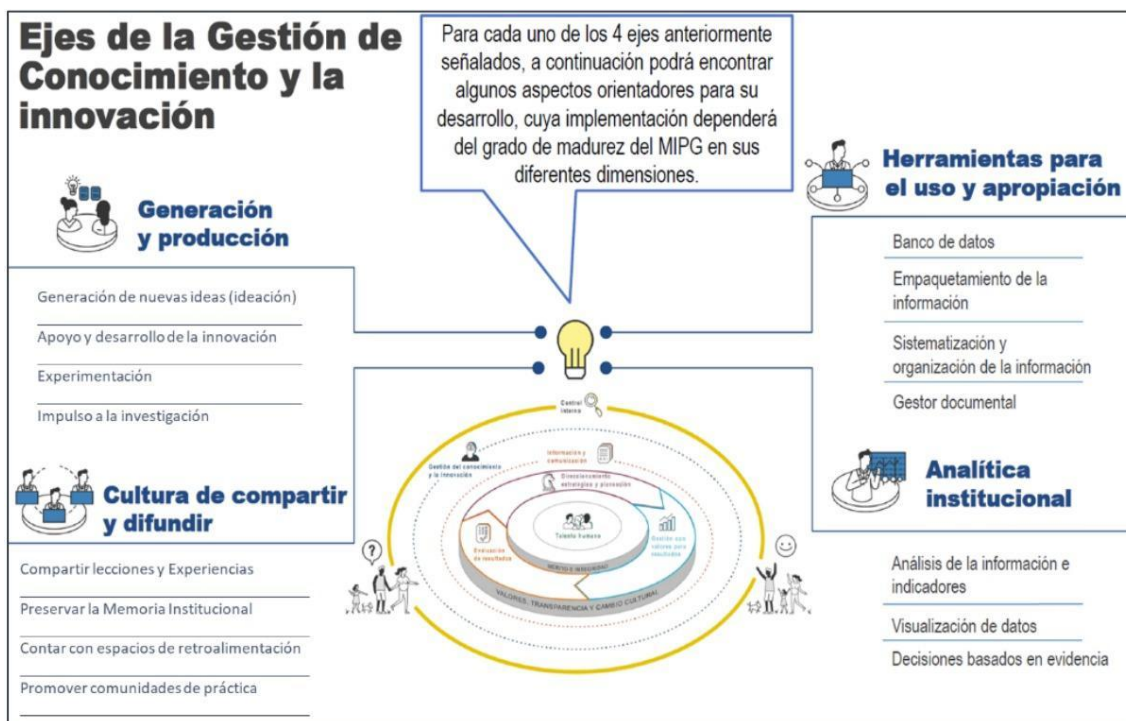 Ejes de la Gestión de
Conocimiento y la
innovación
Para cada uno de los 4 ejes anteriormente
señalados, a continuación podrá encontrar
algunos aspectos orientadores para su
desarrollo, cuya implementación dependerá
del grado de madurez del MIPG en sus
diferentes dimensiones.
Generación
y producción
Generación de nuevas ideas (ideación)
Apoyo y desarrollo de la innovación
Experimentación
Impulso a la investigación
Herramientas para
el uso y apropiación
Banco de datos
Empaquetamiento de la
información
Sistematización y
organización de la información
Gestor documental
Cultura de compartir
y difundir
Compartir lecciones y Experiencias
Preservar la Memoria Institucional
Contar con espacios de retroalimentación
Promover comunidades de práctica
Analítica
institucional
Análisis de la información e
indicadores
Visualización de datos
Decisiones basados en evidencia
Control
interno
Gestión del conocimiento
y la innovación
Información y
comunicación
Direccionamiento
estratégico y planeación
Talento humano
Evaluación
de resultados
Gestión con
valores para
resultados
VALORES, TRANSPARENCIA Y CAMBIO CULTURAL
?